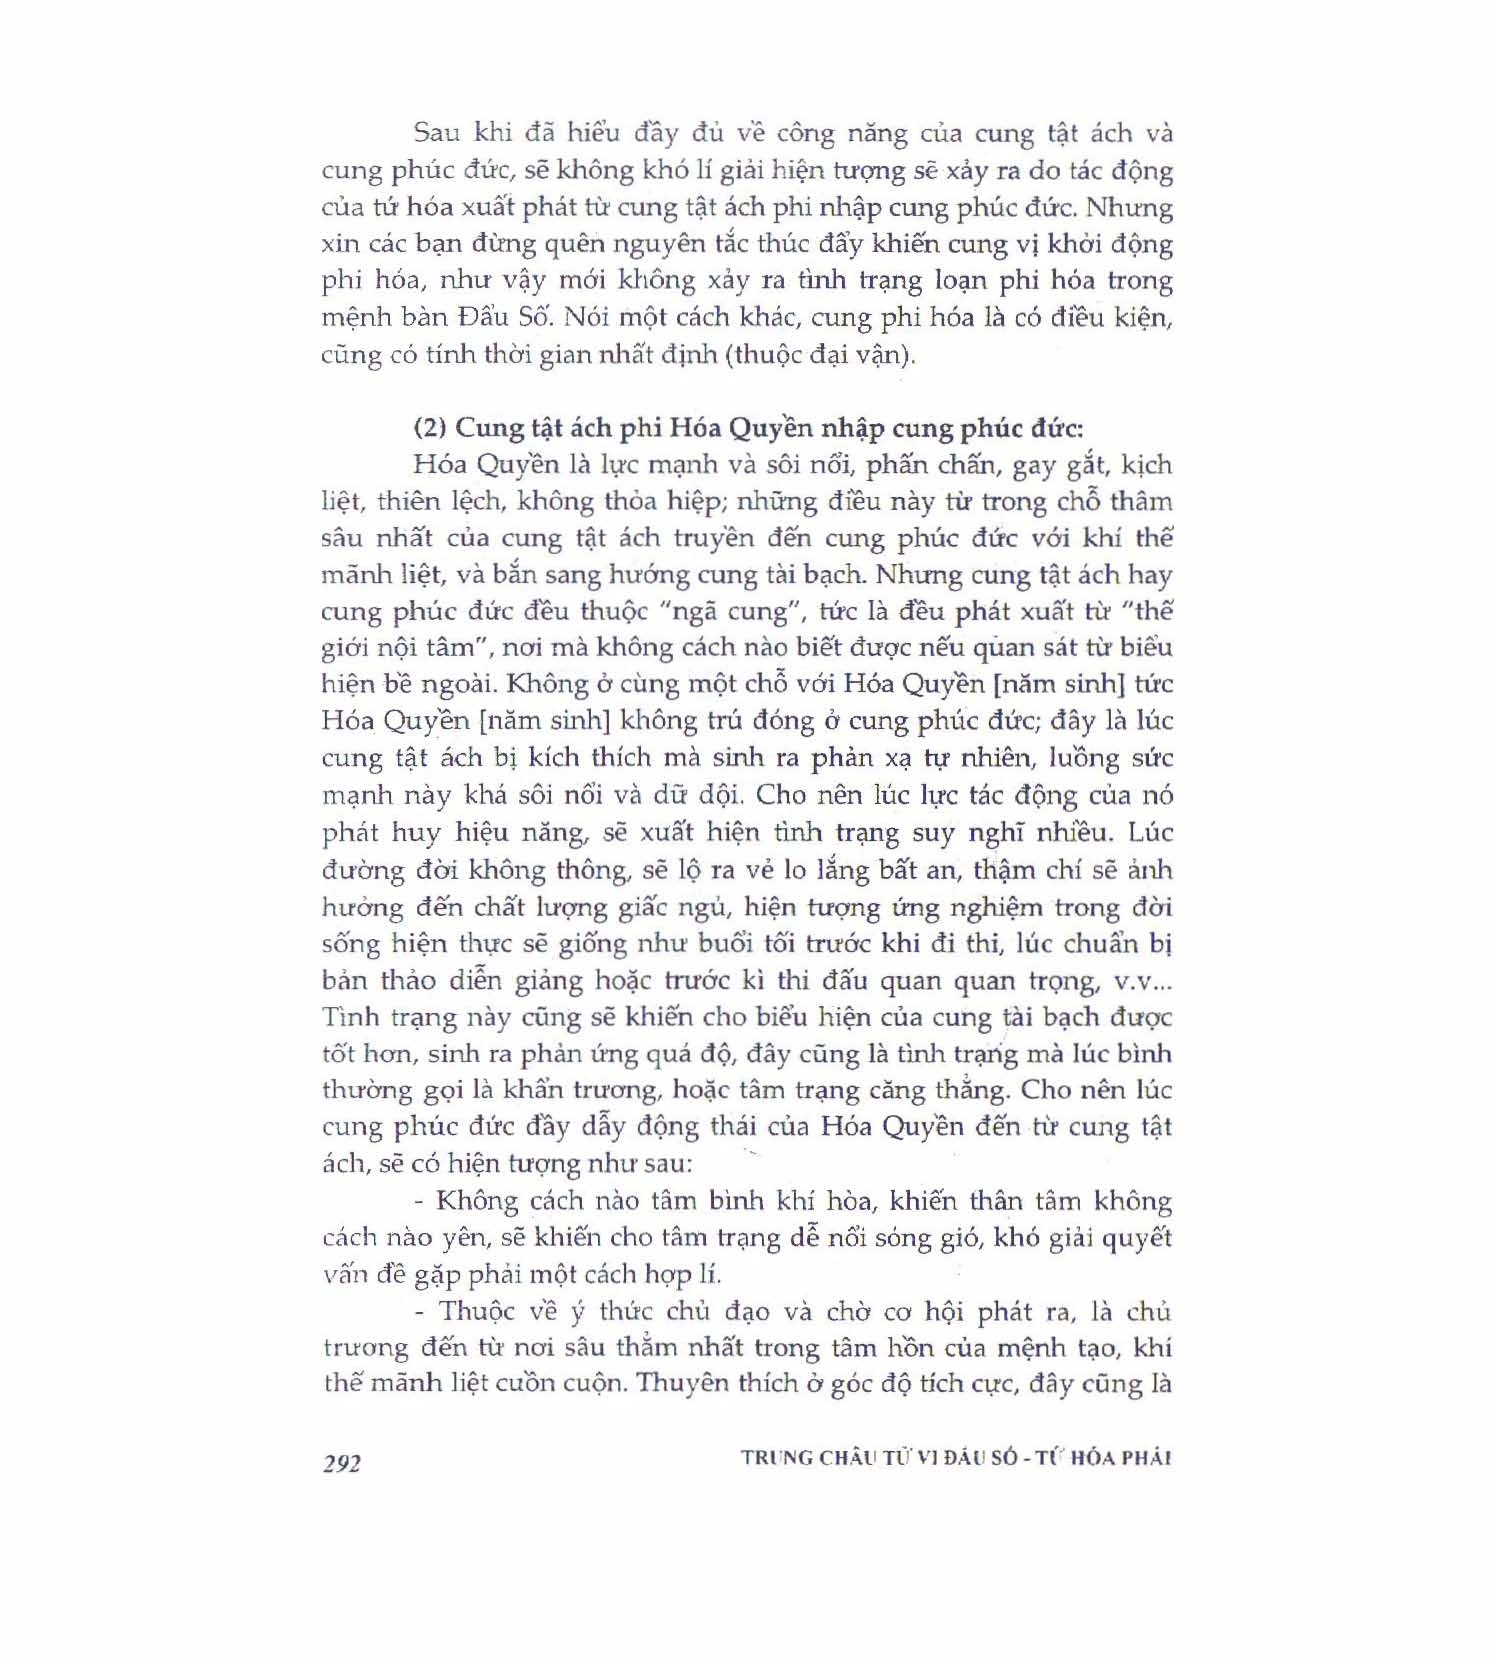 Sau khi đã hiểu đầy đủ về công năng của cung tật ách và
cung phúc đức, sẽ không khó lí giải hiện tượng sẽ xảy ra do tác động
của tứ hóa xuất phát từ cung tật ách phi nhập cung phúc đức. Nhưng
xin các bạn đừng quên nguyên tắc thúc đẩy khiến cung vị khởi động
phi hóa, như vậy mới không xảy ra tình trạng loạn phi hóa trong
mệnh bàn Đẩu Số. Nói một cách khác, cung phi hóa là có điều kiện,
cũng có tính thời gian nhất định (thuộc đại vận).
(2) Cung tật ách phi Hóa Quyền nhập cung phúc đức:
Hóa Quyền là lực mạnh và sôi nổi, phấn chấn, gay gắt, kịch
liệt, thiên lệch, không thỏa hiệp; những điều này từ trong chỗ thâm
sâu nhất của cung tật ách truyền đến cung phúc đức với khí thế
mãnh liệt, và bắn sang hướng cung tài bạch. Nhưng cung tật ách hay
cung phúc đức đều thuộc "ngã cung", tức là đều phát xuất từ "thế
giới nội tâm", nơi mà không cách nào biết được nếu quan sát từ biểu
hiện bề ngoài. Không ở cùng một chỗ với Hóa Quyền [năm sinh] tức
Hóa Quyền [năm sinh] không trú đóng ở cung phúc đức; đây là lúc
cung tật ách bị kích thích mà sinh ra phản xạ tự nhiên, luồng sức
mạnh này khá sôi nổi và dữ dội. Cho nên lúc lực tác động của nó
phát huy hiệu năng, sẽ xuất hiện tình trạng suy nghĩ nhiều. Lúc
đường đời không thông, sẽ lộ ra vẻ lo lắng bất an, thậm chí sẽ ảnh
hưởng đến chất lượng giấc ngủ, hiện tượng ứng nghiệm trong đời
sống hiện thực sẽ giống như buổi tối trước khi đi thi, lúc chuẩn bị
bản thảo diễn giảng hoặc trước kì thi đấu quan quan trọng, v.v...
Tình trạng này cũng sẽ khiến cho biểu hiện của cung tài bạch được
tốt hơn, sinh ra phản ứng quá độ, đây cũng là tình trạng mà lúc bình
thường gọi là khẩn trương, hoặc tâm trạng căng thẳng. Cho nên lúc
cung phúc đức đầy dẫy động thái của Hóa Quyền đến từ cung tật
ách, sẽ có hiện tượng như sau:
- Không cách nào tâm bình khí hòa, khiến thân tâm không
cách nào yên, sẽ khiến cho tâm trạng dễ nổi sóng gió, khó giải quyết
vấn đề gặp phải một cách hợp lí.
- Thuộc về ý thức chủ đạo và chờ cơ hội phát ra, là chủ
trương đến từ nơi sâu thẳm nhất trong tâm hồn của mệnh tạo, khí
thế mãnh liệt cuồn cuộn. Thuyên thích ở góc độ tích cực, đây cũng là
292 TRUNG CHÂU TỬ VI ĐẨU SỐ - TỨ HÓA PHÁI